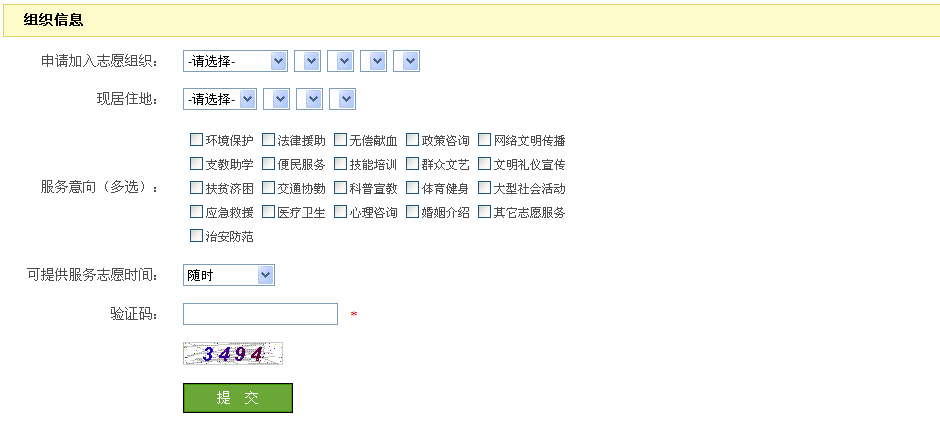 组织信息
申请加入志愿组织： -请选择-
现居住地： -请选择-
环境保护 法律援助 无偿献血 政策咨询 网络文明传播
支教助学 便民服务 技能培训 群众文艺 文明礼仪宣传
服务意向（多选）： 扶贫济困 交通协勤 科普宣教 体育健身 大型社会活动
应急救援 医疗卫生 心理咨询 婚姻介绍 其它志愿服务
治安防范
可提供服务志愿时间： 随时
验证码： *
3494
提 交